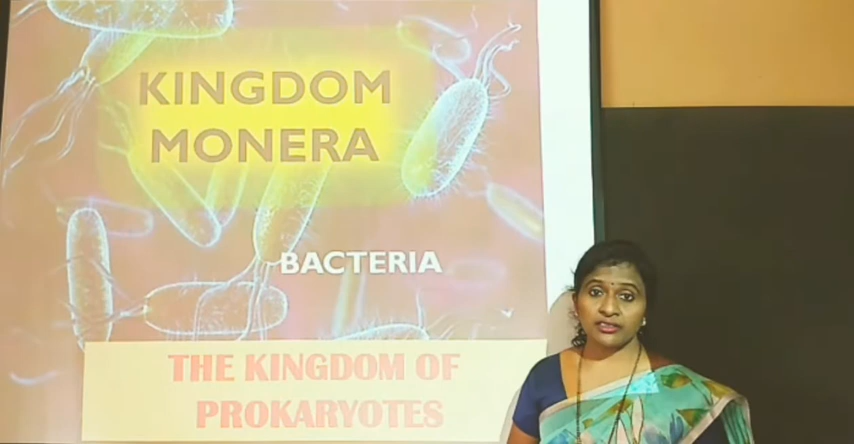 KINGDOM
MONERA
BACTERIA
THE KINGDOM OF
PROKARYOTES